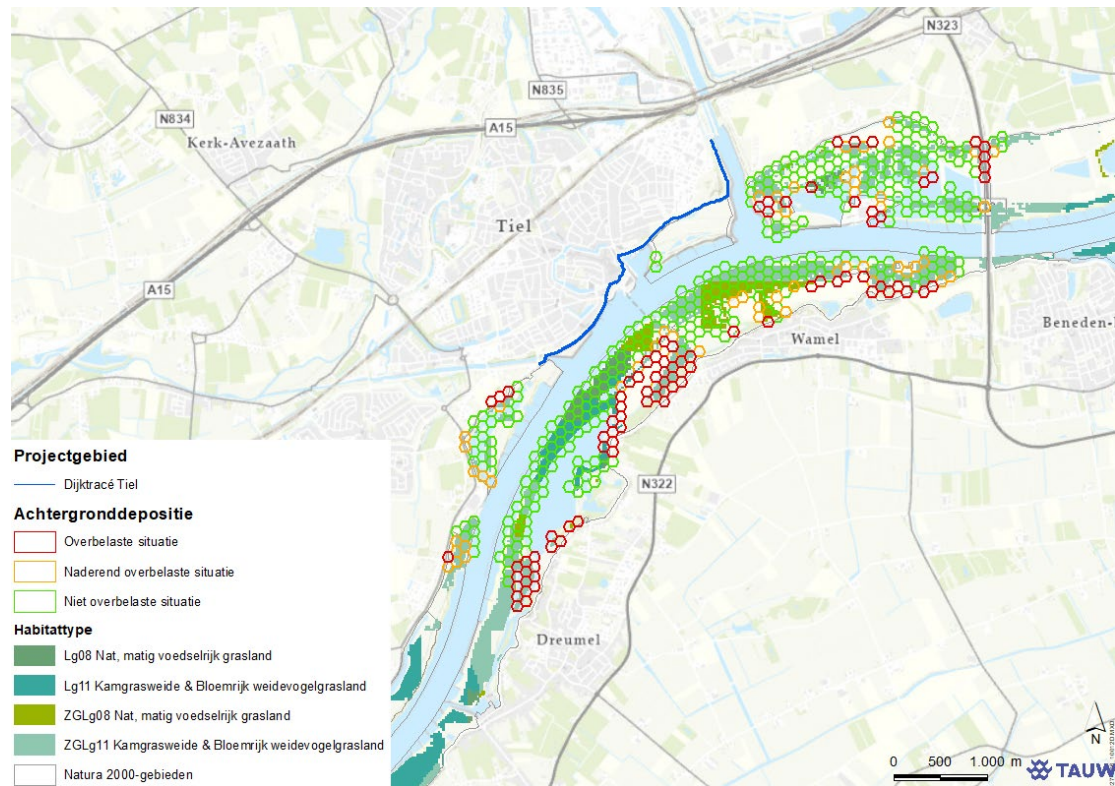 N323
N835
N834
A15
Kerk-Avezaath
Tiel
A15
Wamel
Beneden-
N322
Dreumel
Projectgebied
Dijktracé Tiel
Achtergronddepositie
Overbelaste situatie
Naderend overbelaste situatie
Niet overbelaste situatie
Habitattype
Lg08 Nat, matig voedselrijk grasland
Lg11 Kamgrasweide & Bloemrijk weidevogelgrasland
ZGLg08 Nat, matig voedselrijk grasland
ZGLg11 Kamgrasweide & Bloemrijk weidevogelgrasland
Natura 2000-gebieden
N
0 500 1.000 m
TAUW